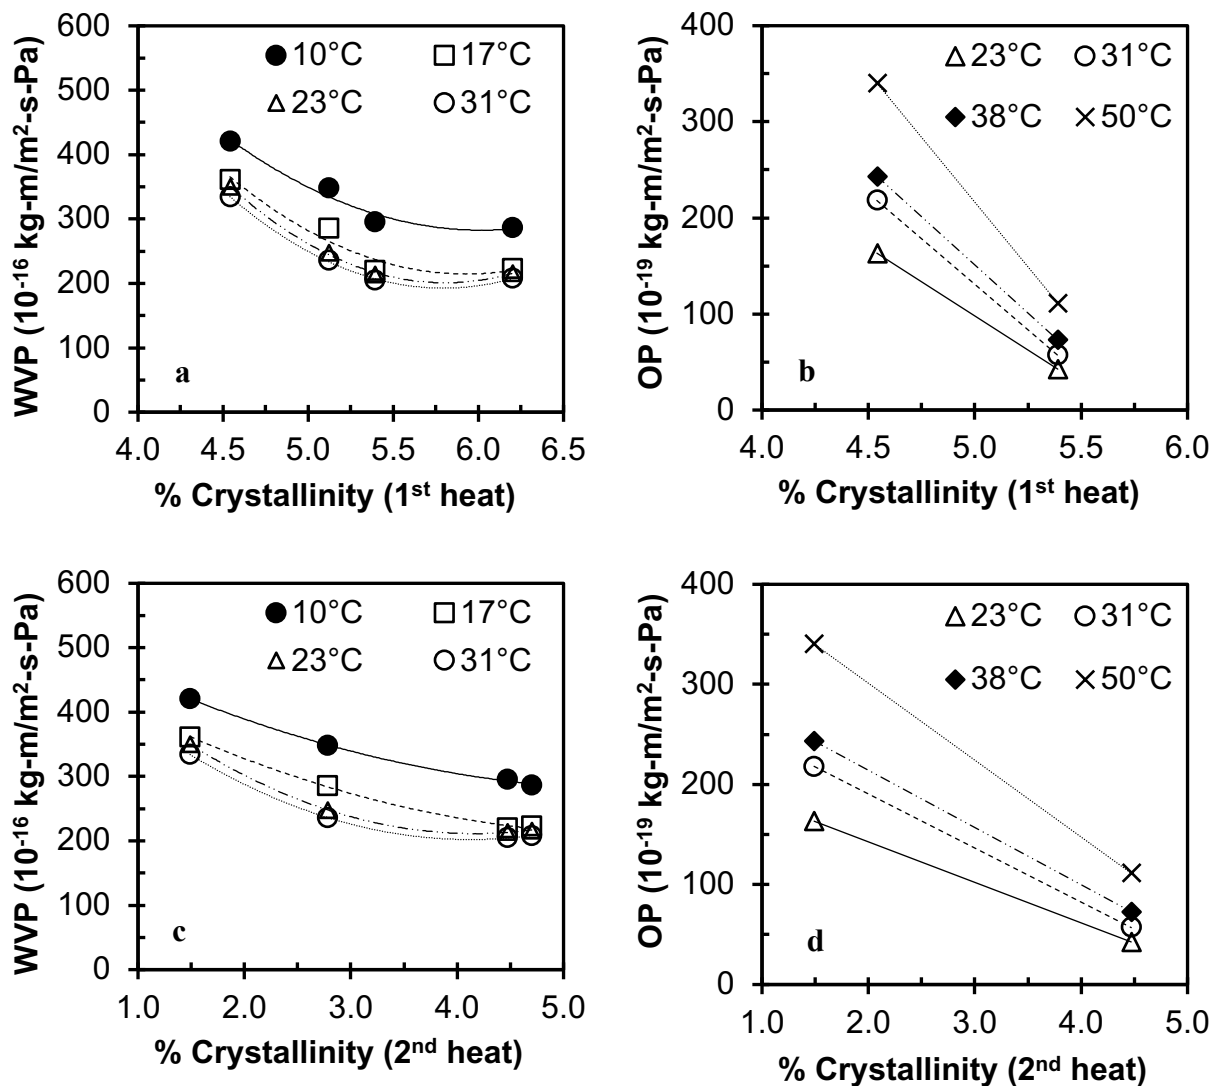 WVP (10⁻¹⁶ kg-m/m²-s-Pa)
600
500
400
300
200
100
0
10°C 17°C
23°C 31°C
a
4.0 4.5 5.0 5.5 6.0 6.5
% Crystallinity (1ˢᵗ heat)
OP (10⁻¹⁹ kg-m/m²-s-Pa)
400
300
200
100
0
23°C 31°C
38°C 50°C
b
4.0 4.5 5.0 5.5 6.0
% Crystallinity (1ˢᵗ heat)
WVP (10⁻¹⁶ kg-m/m²-s-Pa)
600
500
400
300
200
100
0
10°C 17°C
23°C 31°C
c
1.0 2.0 3.0 4.0 5.0
% Crystallinity (2ⁿᵈ heat)
OP (10⁻¹⁹ kg-m/m²-s-Pa)
400
300
200
100
0
23°C 31°C
38°C 50°C
d
1.0 2.0 3.0 4.0 5.0
% Crystallinity (2ⁿᵈ heat)